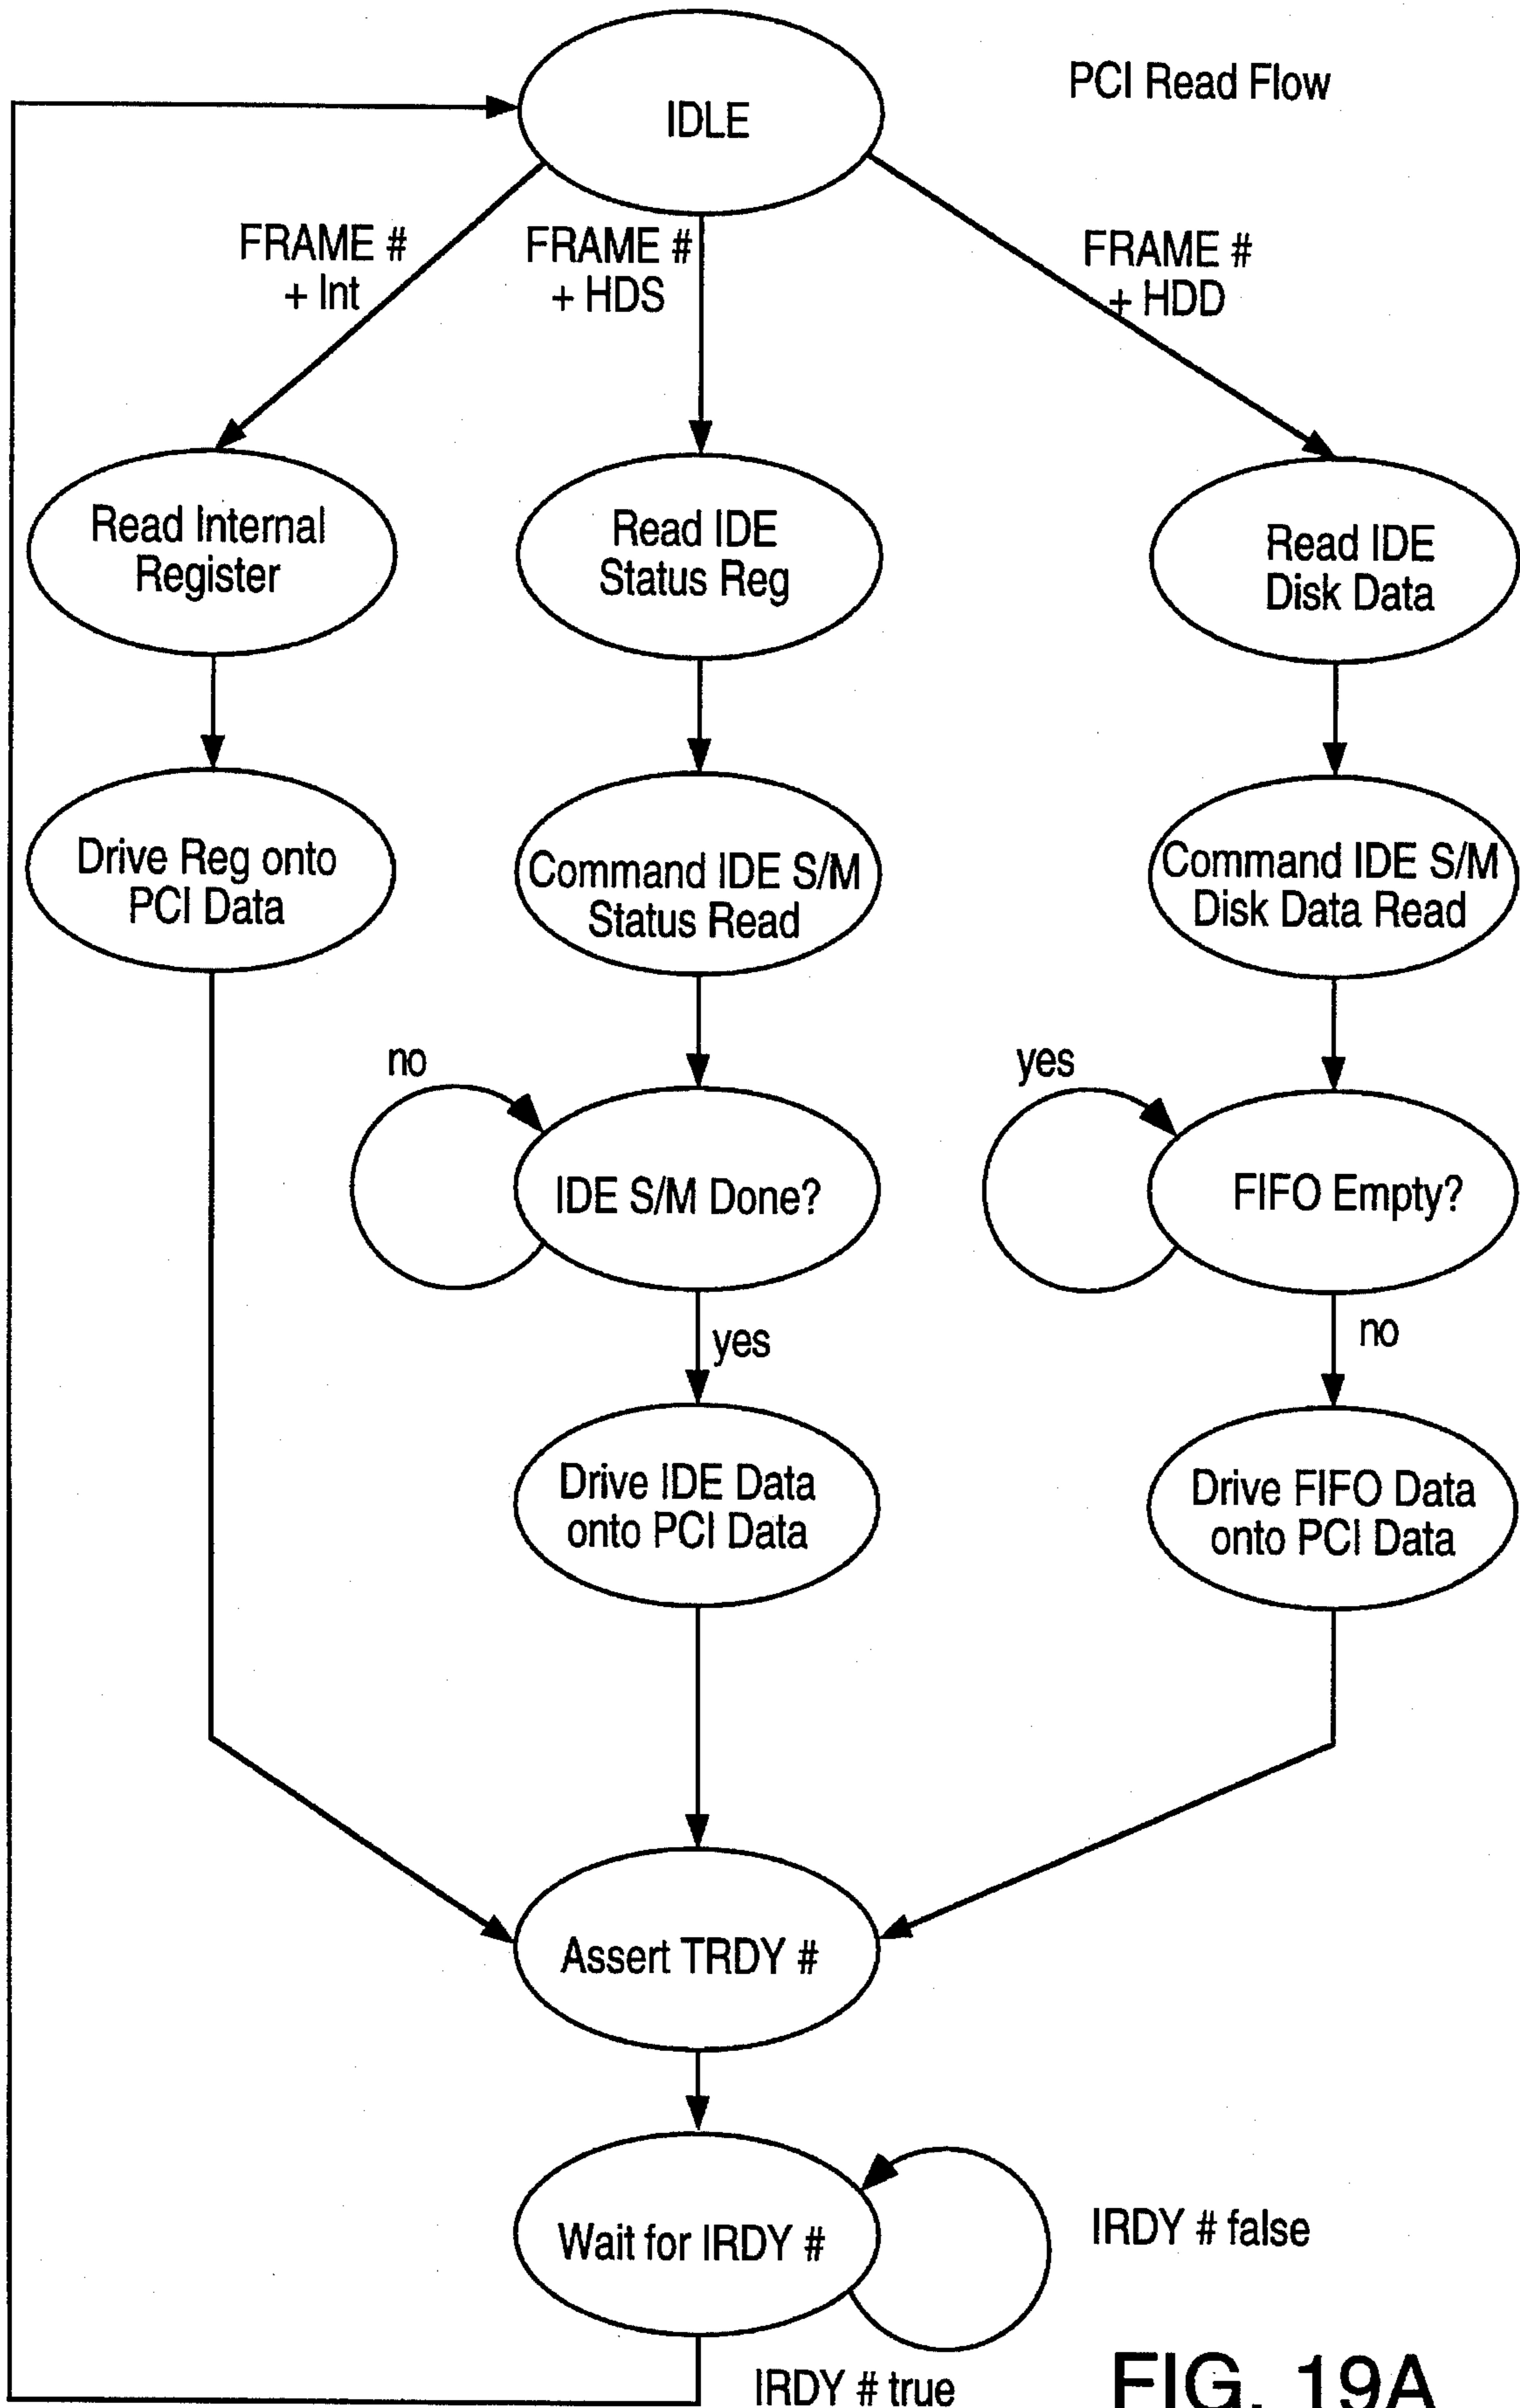 PCI Read Flow
IDLE
FRAME #
+ Int
FRAME #
+ HDS
FRAME #
+ HDD
Read Internal
Register
Read IDE
Status Reg
Read IDE
Disk Data
Drive Reg onto
PCI Data
Command IDE S/M
Status Read
Command IDE S/M
Disk Data Read
no
yes
IDE S/M Done?
FIFO Empty?
yes
no
Drive IDE Data
onto PCI Data
Drive FIFO Data
onto PCI Data
Assert TRDY #
Wait for IRDY #
IRDY # false
IRDY # true
FIG. 19A